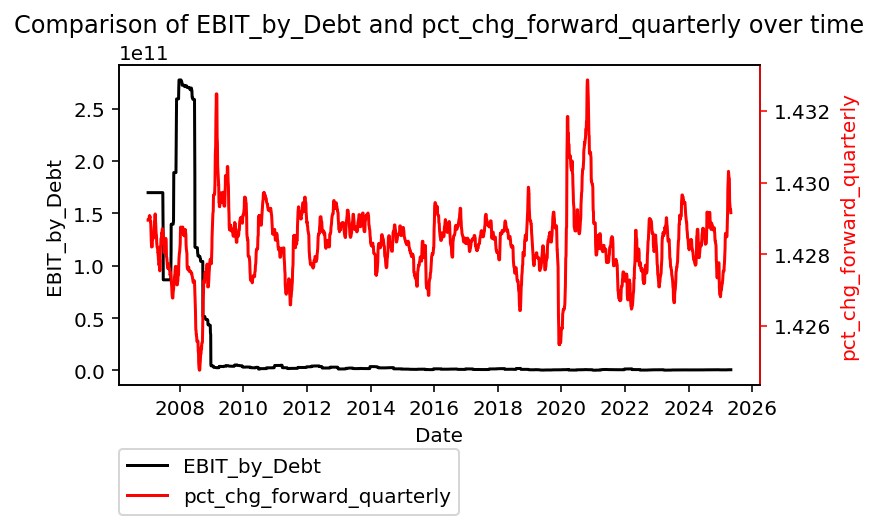 Comparison of EBIT_by_Debt and pct_chg_forward_quarterly over time
1e11
2.5
2.0
1.5
1.0
0.5
0.0
EBIT_by_Debt
1.432
1.430
1.428
1.426
pct_chg_forward_quarterly
2008 2010 2012 2014 2016 2018 2020 2022 2024 2026
Date
EBIT_by_Debt
pct_chg_forward_quarterly